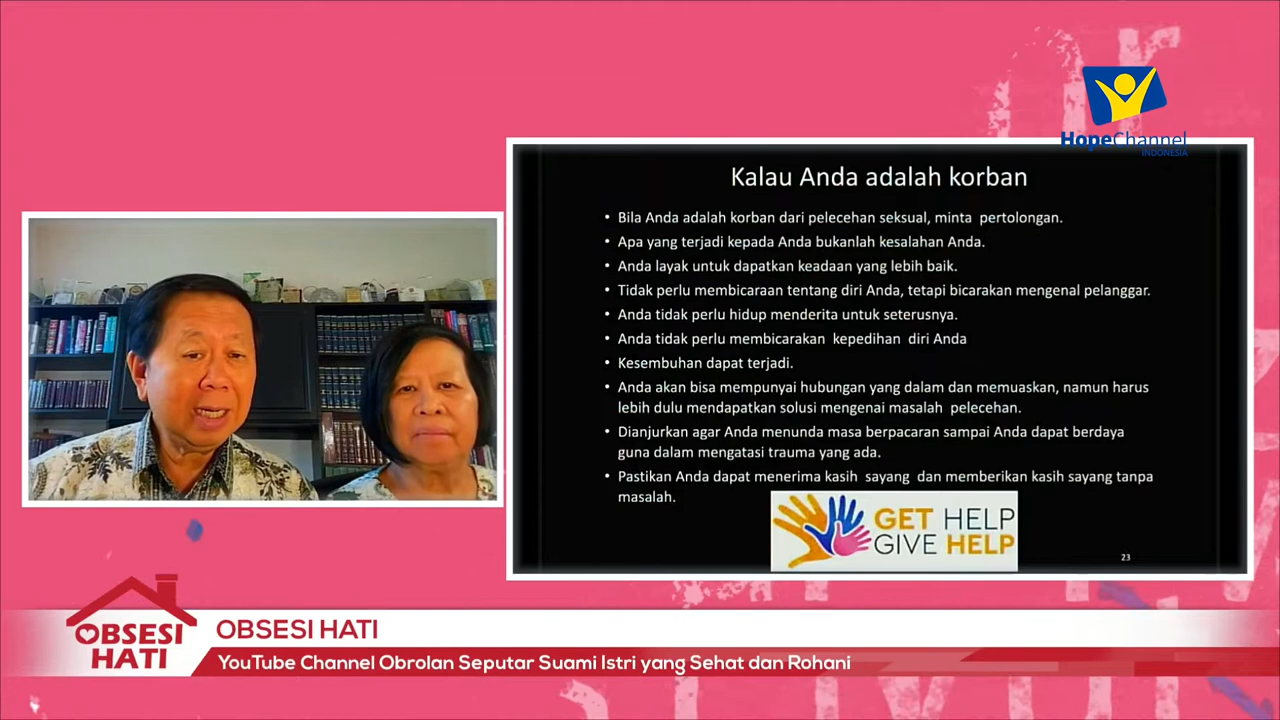 HopeChannel
INDONESIA
Kalau Anda adalah korban
• Bila Anda adalah korban dari pelecehan seksual, minta pertolongan.
• Apa yang terjadi kepada Anda bukanlah kesalahan Anda.
• Anda layak untuk dapatkan keadaan yang lebih baik.
• Tidak perlu membicaraan tentang diri Anda, tetapi bicarakan mengenal pelanggar.
• Anda tidak perlu hidup menderita untuk seterusnya.
• Anda tidak perlu membicarakan kepedihan diri Anda
• Kesembuhan dapat terjadi.
• Anda akan bisa mempunyai hubungan yang dalam dan memuaskan, namun harus
lebih dulu mendapatkan solusi mengenai masalah pelecehan.
• Dianjurkan agar Anda menunda masa berpacaran sampai Anda dapat berdaya
guna dalam mengatasi trauma yang ada.
• Pastikan Anda dapat menerima kasih sayang dan memberikan kasih sayang tanpa
masalah.
GET HELP
GIVE HELP
23
OBSESI
HATI
OBSESI HATI
YouTube Channel Obrolan Seputar Suami Istri yang Sehat dan Rohani